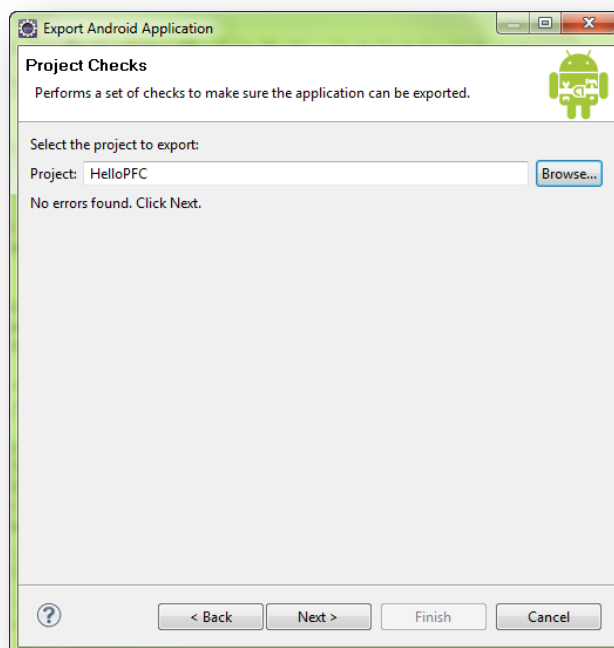 Export Android Application
Project Checks
Performs a set of checks to make sure the application can be exported.
Select the project to export:
Project: HelloPFC Browse...
No errors found. Click Next.
? < Back Next > Finish Cancel